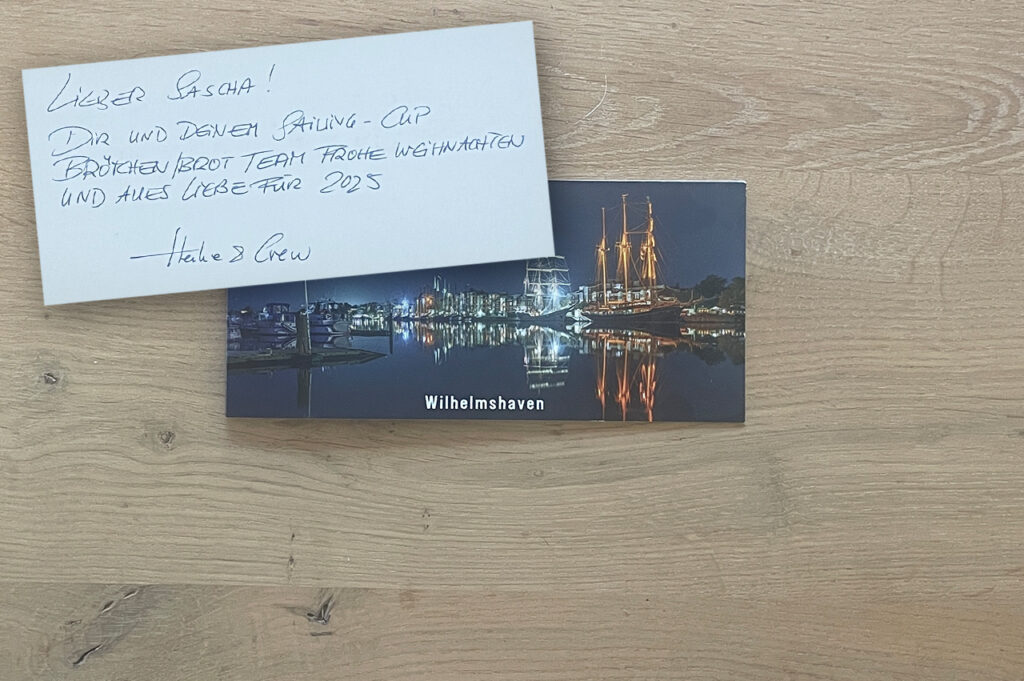 LIEBER SASCHA!
DIR UND DEINEM SAILING-CUP
BRÖTCHEN/BROT TEAM FROHE WEIHNACHTEN
UND ALLES LIEBE FÜR 2025
Heike & Crew
Wilhelmshaven